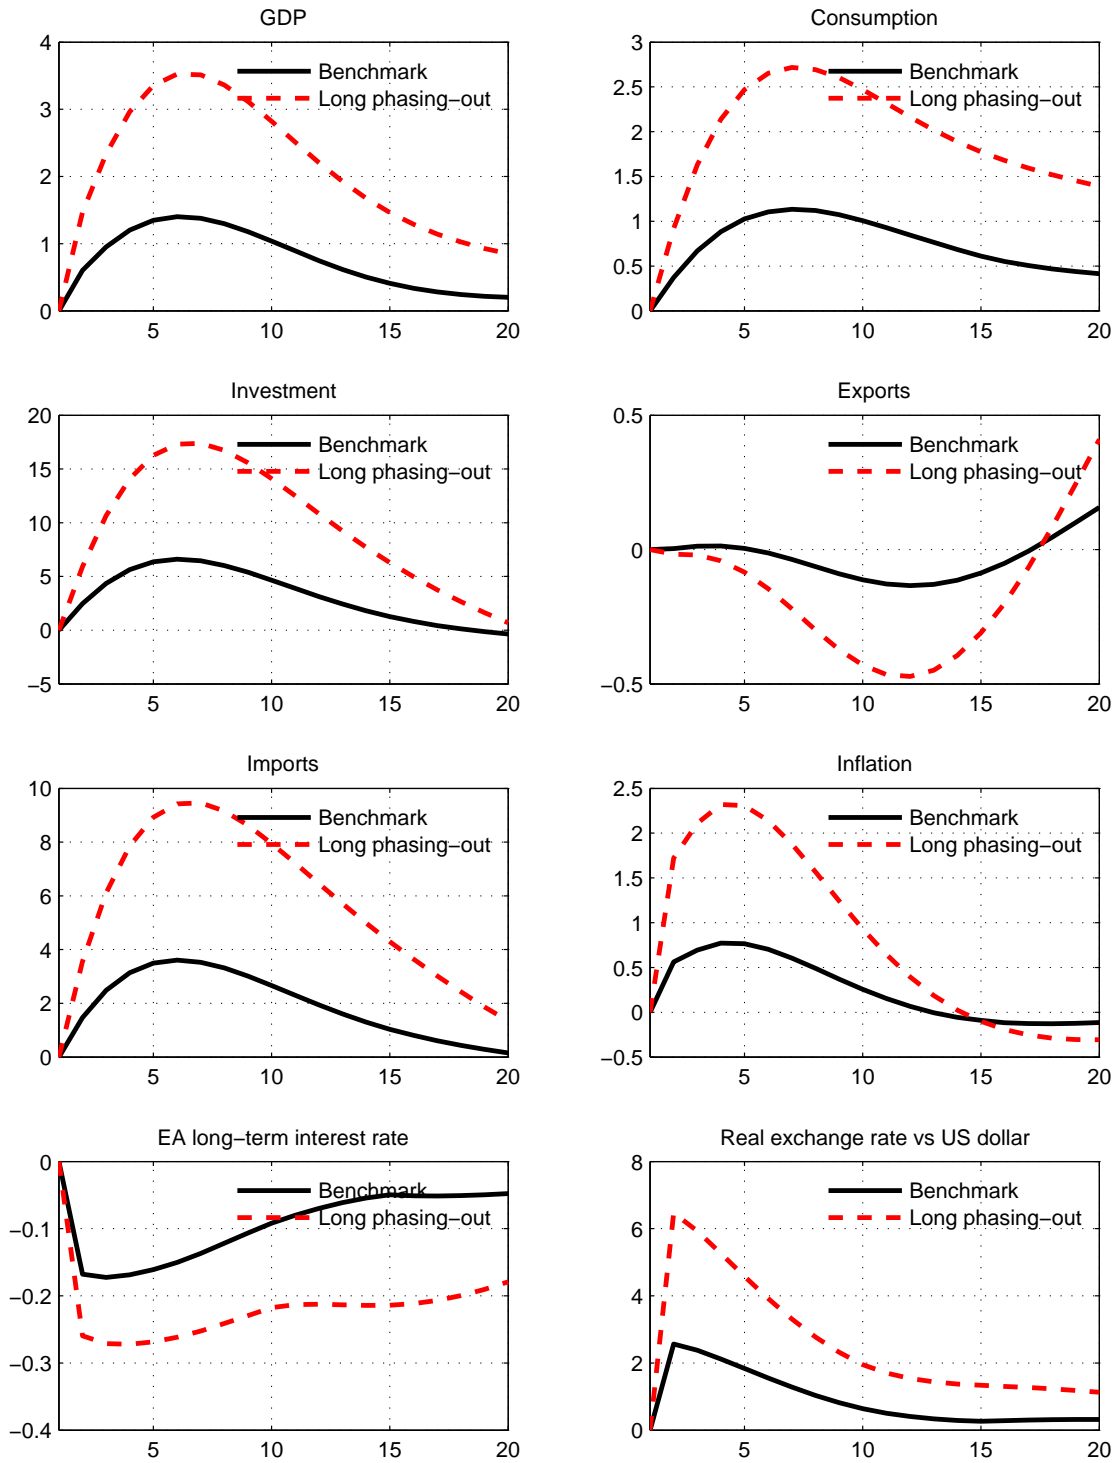 GDP
4
3
2
1
0
5 10 15 20
Benchmark
Long phasing−out
Consumption
3
2.5
2
1.5
1
0.5
0
5 10 15 20
Benchmark
Long phasing−out
Investment
20
15
10
5
0
−5
5 10 15 20
Benchmark
Long phasing−out
Exports
0.5
0
−0.5
5 10 15 20
Benchmark
Long phasing−out
Imports
10
8
6
4
2
0
5 10 15 20
Benchmark
Long phasing−out
Inflation
2.5
2
1.5
1
0.5
0
−0.5
5 10 15 20
Benchmark
Long phasing−out
EA long−term interest rate
0
−0.1
−0.2
−0.3
−0.4
5 10 15 20
Benchmark
Long phasing−out
Real exchange rate vs US dollar
8
6
4
2
0
5 10 15 20
Benchmark
Long phasing−out